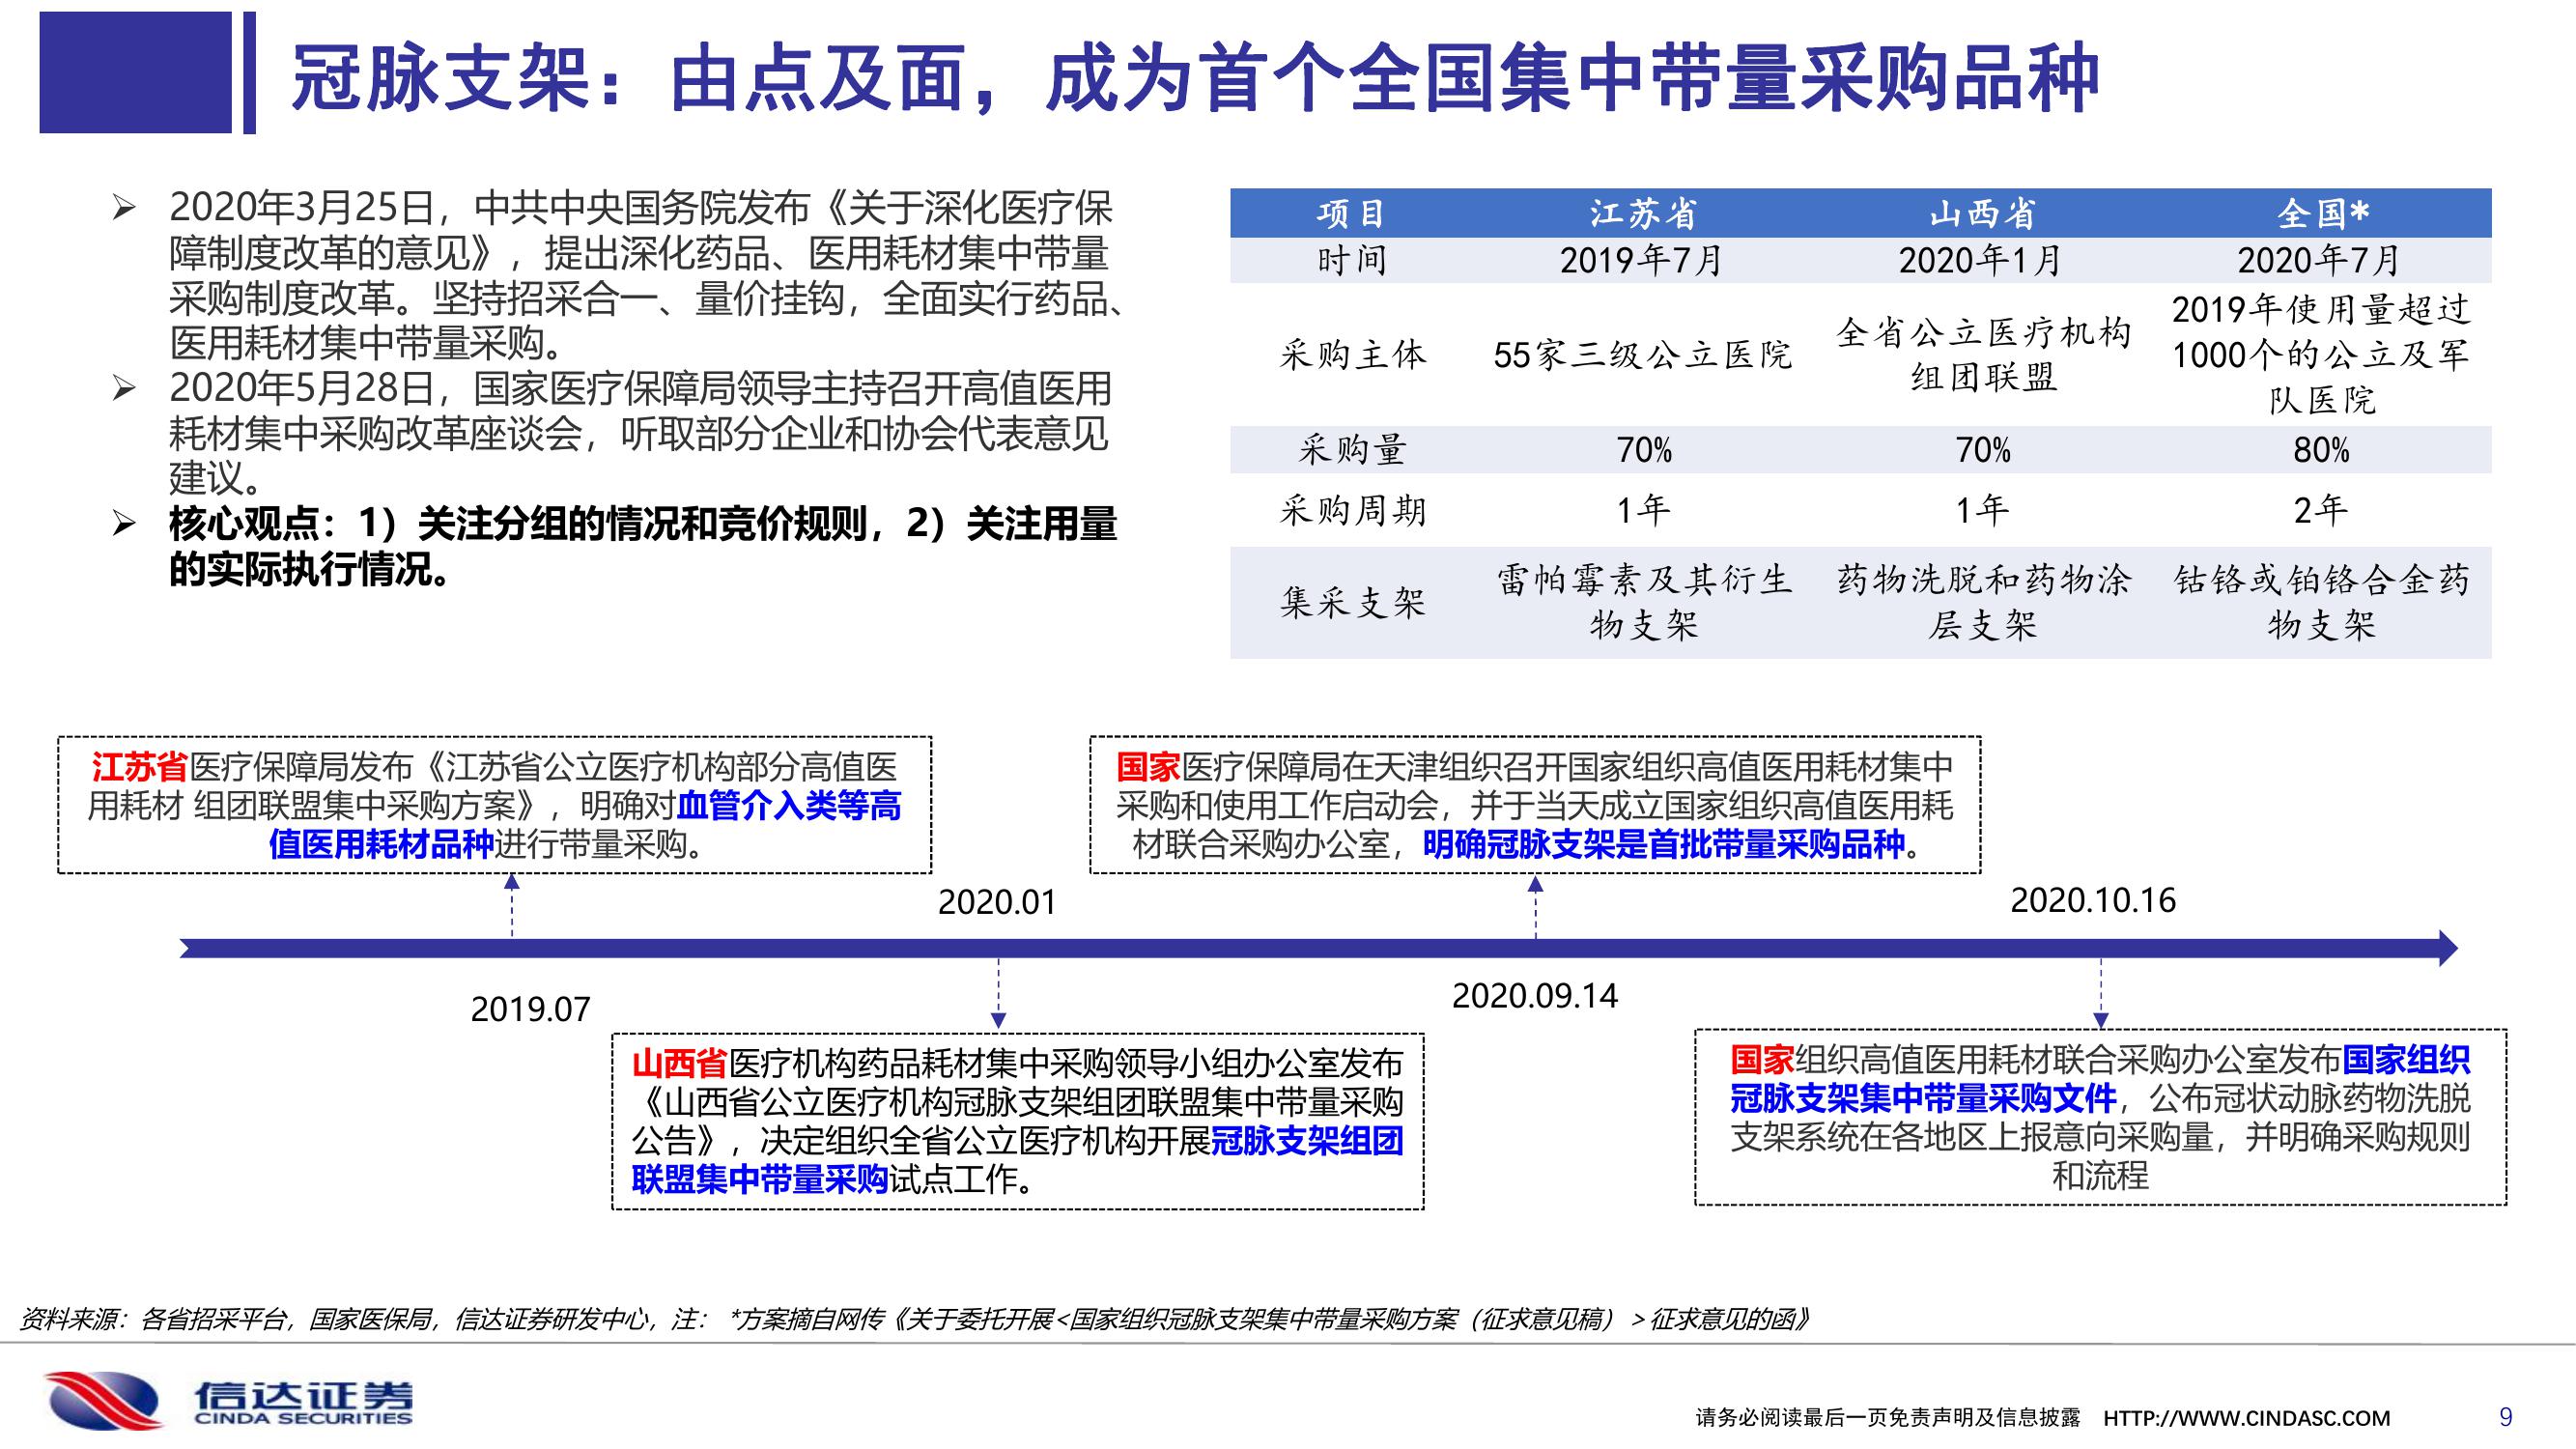 冠脉支架：由点及面，成为首个全国集中带量采购品种
➢ 2020年3月25日，中共中央国务院发布《关于深化医疗保
障制度改革的意见》，提出深化药品、医用耗材集中带量
采购制度改革。坚持招采合一、量价挂钩，全面实行药品、
医用耗材集中带量采购。
➢ 2020年5月28日，国家医疗保障局领导主持召开高值医用
耗材集中采购改革座谈会，听取部分企业和协会代表意见
建议。
➢ 核心观点：1）关注分组的情况和竞价规则，2）关注用量
的实际执行情况。
项目 江苏省 山西省 全国*
时间 2019年7月 2020年1月 2020年7月
采购主体 55家三级公立医院 全省公立医疗机构
组团联盟 2019年使用量超过
1000个的公立及军
队医院
采购量 70% 70% 80%
采购周期 1年 1年 2年
集采支架 雷帕霉素及其衍生
物支架 药物洗脱和药物涂
层支架 钴铬或铂铬合金药
物支架
江苏省医疗保障局发布《江苏省公立医疗机构部分高值医
用耗材 组团联盟集中采购方案》，明确对血管介入类等高
值医用耗材品种进行带量采购。
国家医疗保障局在天津组织召开国家组织高值医用耗材集中
采购和使用工作启动会，并于当天成立国家组织高值医用耗
材联合采购办公室，明确冠脉支架是首批带量采购品种。
2020.01
2020.10.16
2019.07
2020.09.14
山西省医疗机构药品耗材集中采购领导小组办公室发布
《山西省公立医疗机构冠脉支架组团联盟集中带量采购
公告》，决定组织全省公立医疗机构开展冠脉支架组团
联盟集中带量采购试点工作。
国家组织高值医用耗材联合采购办公室发布国家组织
冠脉支架集中带量采购文件，公布冠状动脉药物洗脱
支架系统在各地区上报意向采购量，并明确采购规则
和流程
资料来源：各省招采平台，国家医保局，信达证券研发中心，注： *方案摘自网传《关于委托开展<国家组织冠脉支架集中带量采购方案（征求意见稿）>征求意见的函》
信达证券
CINDA SECURITIES
请务必阅读最后一页免责声明及信息披露 HTTP://WWW.CINDASC.COM 9